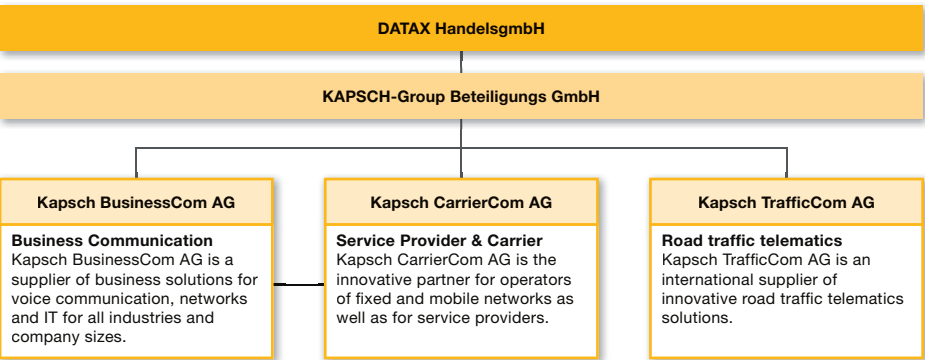 DATAX HandelsgmbH
KAPSCH-Group Beteiligungs GmbH
Kapsch BusinessCom AG
Business Communication
Kapsch BusinessCom AG is a
supplier of business solutions for
voice communication, networks
and IT for all industries and
company sizes.
Kapsch CarrierCom AG
Service Provider & Carrier
Kapsch CarrierCom AG is the
innovative partner for operators
of fixed and mobile networks as
well as for service providers.
Kapsch TrafficCom AG
Road traffic telematics
Kapsch TrafficCom AG is an
international supplier of
innovative road traffic telematics
solutions.